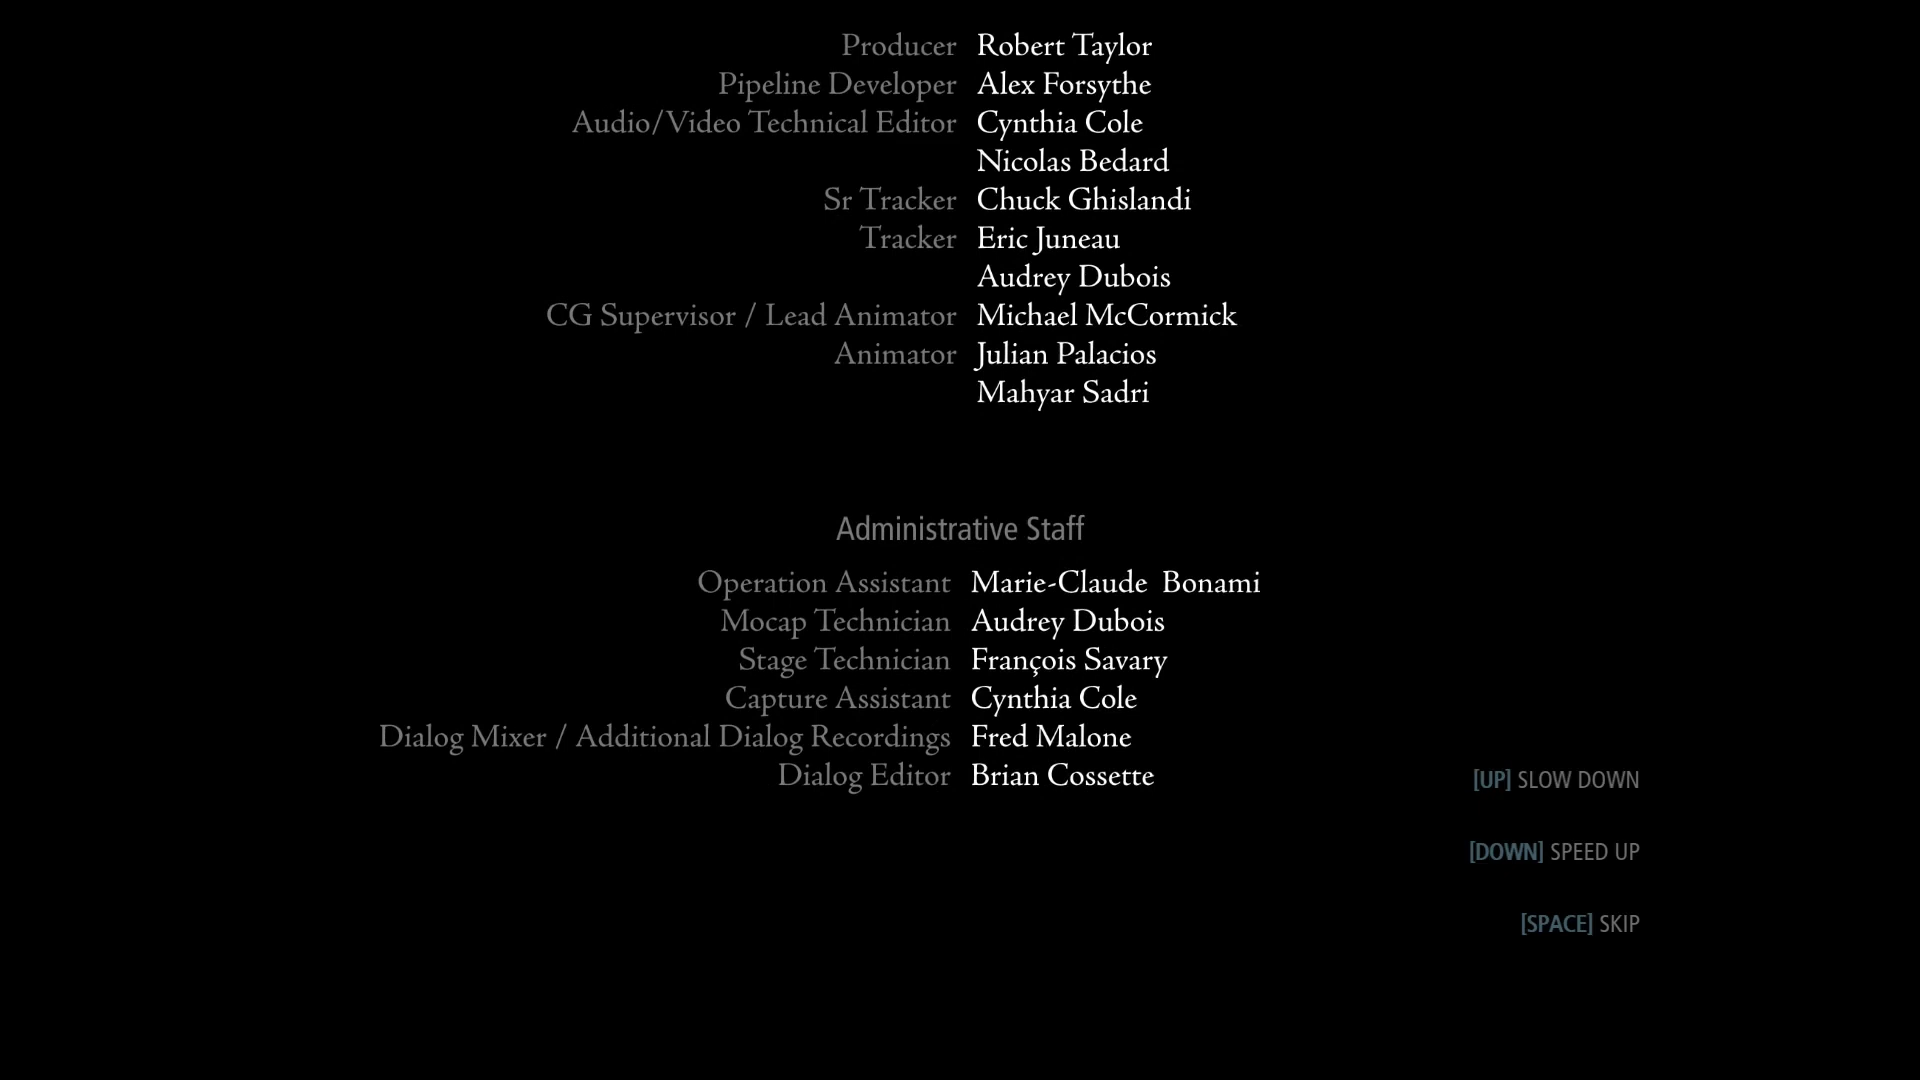 Producer Robert Taylor
Pipeline Developer Alex Forsythe
Audio/Video Technical Editor Cynthia Cole
Nicolas Bedard
Sr Tracker Chuck Ghislandi
Tracker Eric Juneau
Audrey Dubois
CG Supervisor / Lead Animator Michael McCormick
Animator Julian Palacios
Mahyar Sadri
Administrative Staff
Operation Assistant Marie-Claude Bonami
Mocap Technician Audrey Dubois
Stage Technician François Savary
Capture Assistant Cynthia Cole
Dialog Mixer / Additional Dialog Recordings Fred Malone
Dialog Editor Brian Cossette
[UP] SLOW DOWN
[DOWN] SPEED UP
[SPACE] SKIP